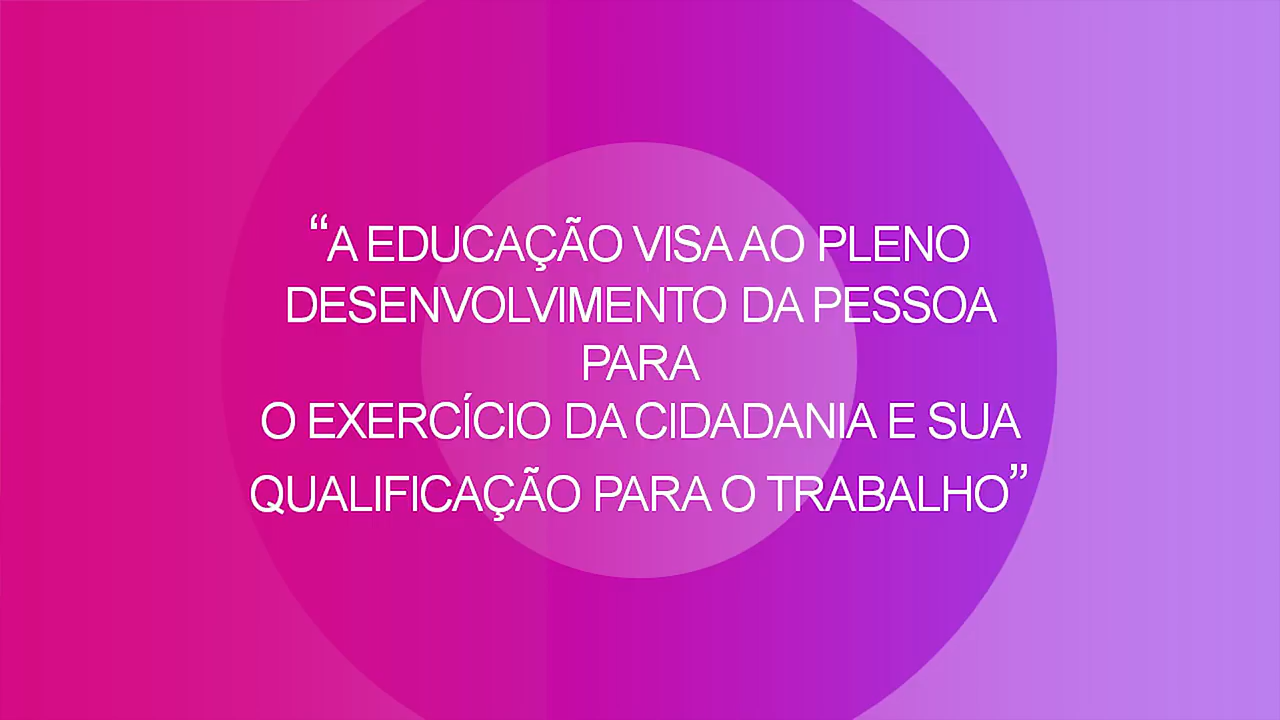 “A EDUCAÇÃO VISA AO PLENO
DESENVOLVIMENTO DA PESSOA
PARA
O EXERCÍCIO DA CIDADANIA E SUA
QUALIFICAÇÃO PARA O TRABALHO”